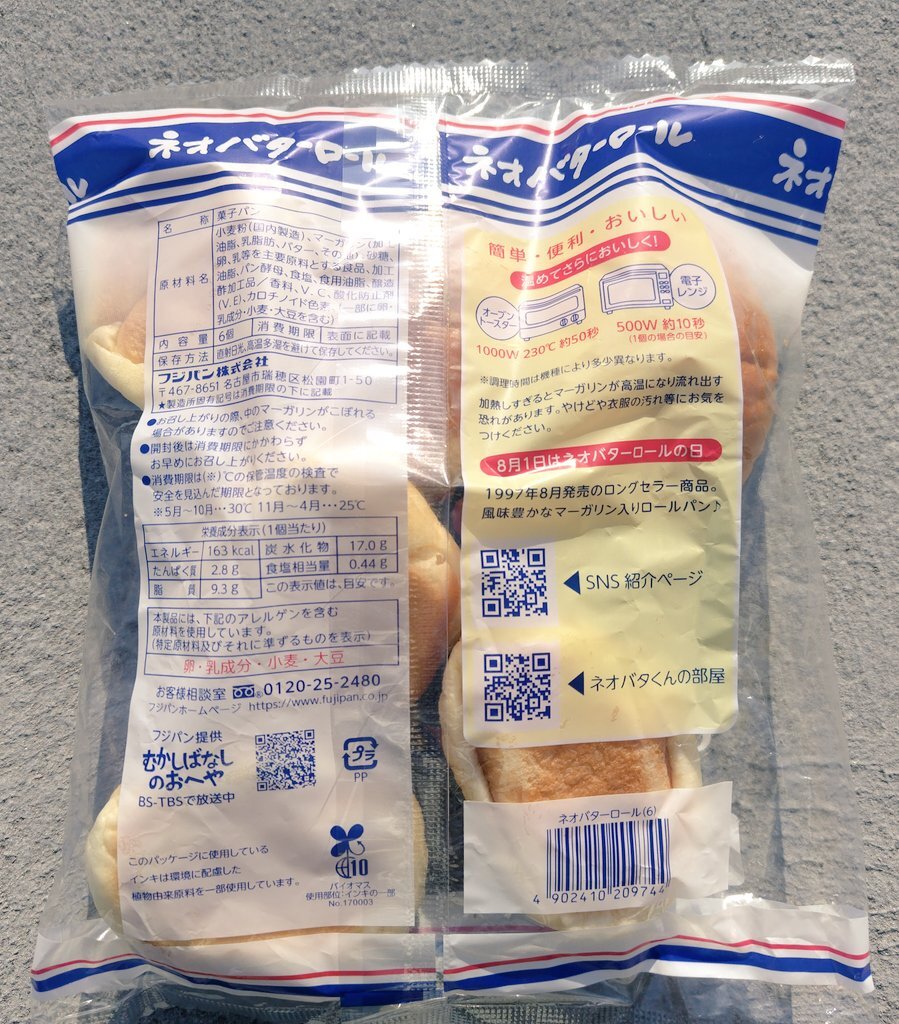 ネオバターロール
ネオバターロール
ネオ
ル
名 称 菓子パン
原材料名
小麦粉(国内製造)、マーガリン(加工
油脂、乳脂肪、バター、その他)、砂糖、
卵、乳等を主要原料とする食品、加工
油脂、パン酵母、食塩、食用油脂、醸造
酢加工品/香料、V.C、酸化防止剤
(V.E)、カロチノイド色素、(一部に卵・
乳成分・小麦・大豆を含む)
内容量 6個 消費期限 表面に記載
保存方法 直射日光、高温多湿を避けて保存してください。
フジパン株式会社
〒467-8651 名古屋市瑞穂区松園町1-50
★製造所固有記号は消費期限の下に記載
●お召し上がりの際、中のマーガリンがこぼれる
場合がありますのでご注意ください。
●開封後は消費期限にかかわらず
お早めにお召し上がりください。
●消費期限は(※)での保管温度の検査で
安全を見込んだ期限となっております。
※5月~10月…30℃ 11月~4月…25℃
栄養成分表示(1個当たり)
エネルギー 163 kcal 炭水化物 17.0 g
たんぱく質 2.8 g 食塩相当量 0.44 g
脂質 9.3 g この表示値は、目安です。
本製品には、下記のアレルゲンを含む
原材料を使用しています。
(特定原材料及びそれに準ずるものを表示)
卵・乳成分・小麦・大豆
お客様相談室 0120-25-2480
フジパンホームページ https://www.fujipan.co.jp
フジパン提供
むかしばなし
のおへや
BS-TBSで放送中
プラ
PP
このパッケージに使用している
インキは環境に配慮した
植物由来原料を一部使用しています。
10
バイオマス
使用部位:インキの一部
No.170003
簡単・便利・おいしい
温めてさらにおいしく!
オーブン
トースター
電子
レンジ
1000W 230℃ 約50秒
500W 約10秒
(1個の場合の目安)
※調理時間は機種により多少異なります。
加熱しすぎるとマーガリンが高温になり流れ出す
恐れがあります。やけどや衣服の汚れ等にお気を
つけください。
8月1日はネオバターロールの日
1997年8月発売のロングセラー商品。
風味豊かなマーガリン入りロールパン♪
◀SNS紹介ページ
◀ネオバタくんの部屋
ネオバターロール(6)
4 902410 209744